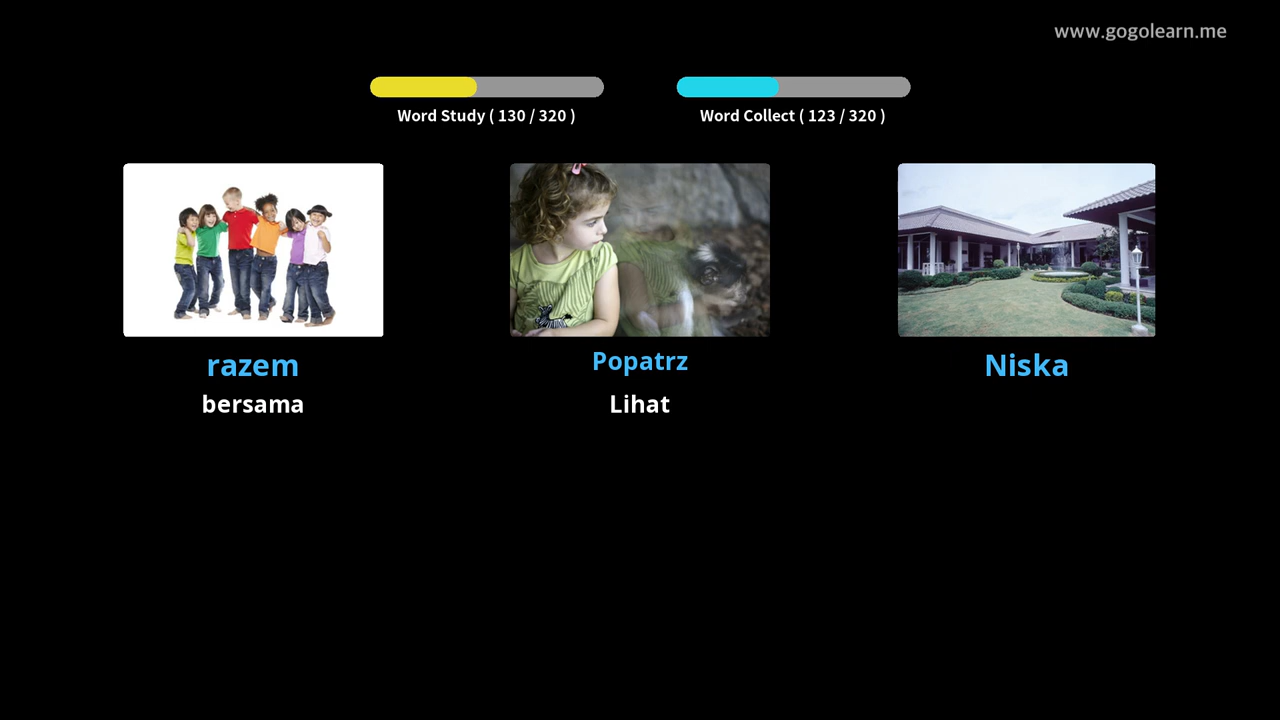 www.gogolearn.me
Word Study ( 130 / 320 )
Word Collect ( 123 / 320 )
razem
bersama
Popatrz
Lihat
Niska